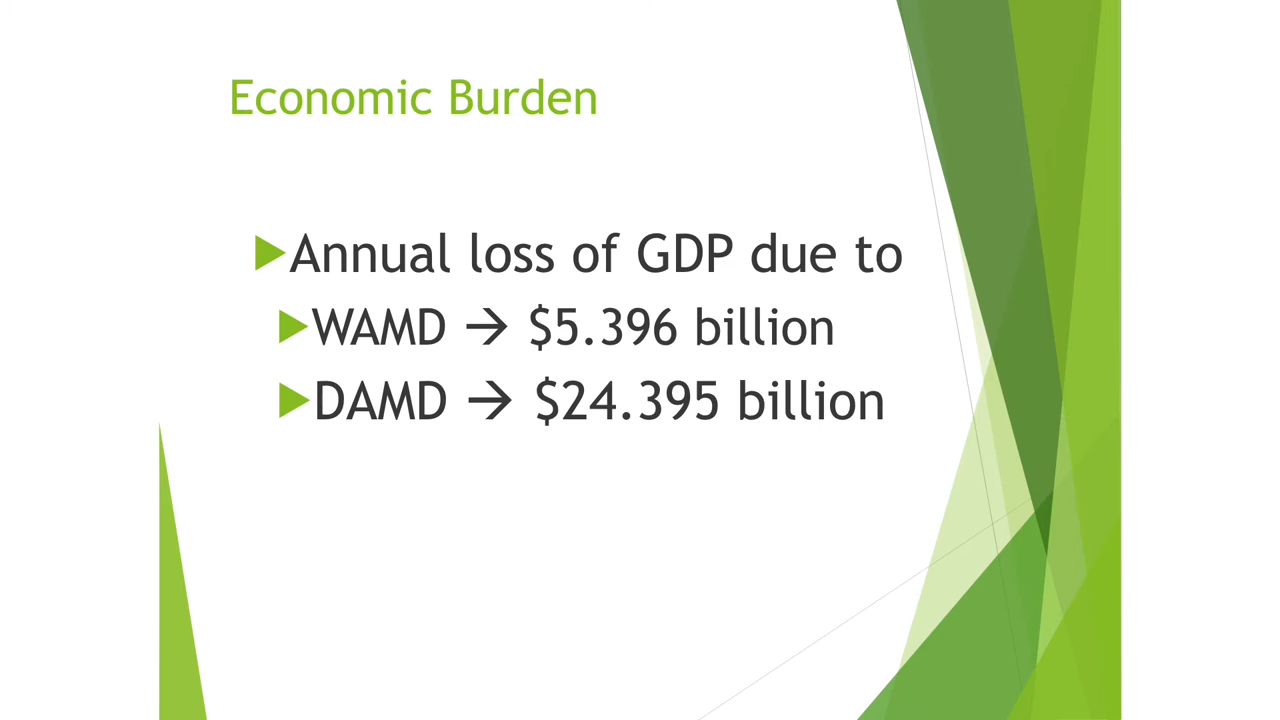 Economic Burden
Annual loss of GDP due to
WAMD → $5.396 billion
DAMD → $24.395 billion